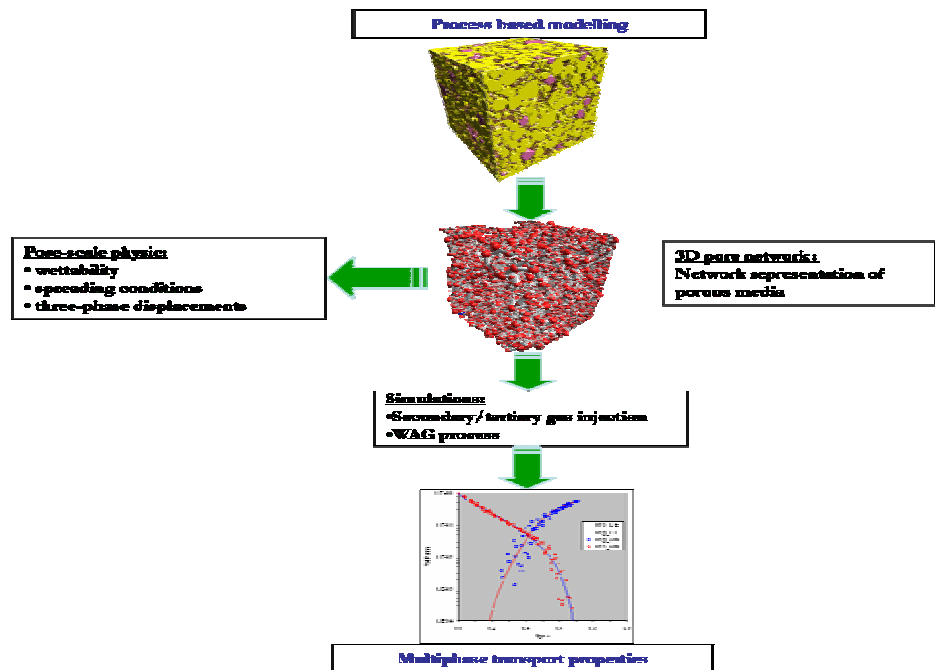 Process based modelling
Pore-scale physic:
• wettability
• spreading conditions
• three-phase displacements
3D pore network:
Network representation of
porous media
Simulations:
•Secondary/tertiary gas injection
•WAG process
Multiphase transport properties